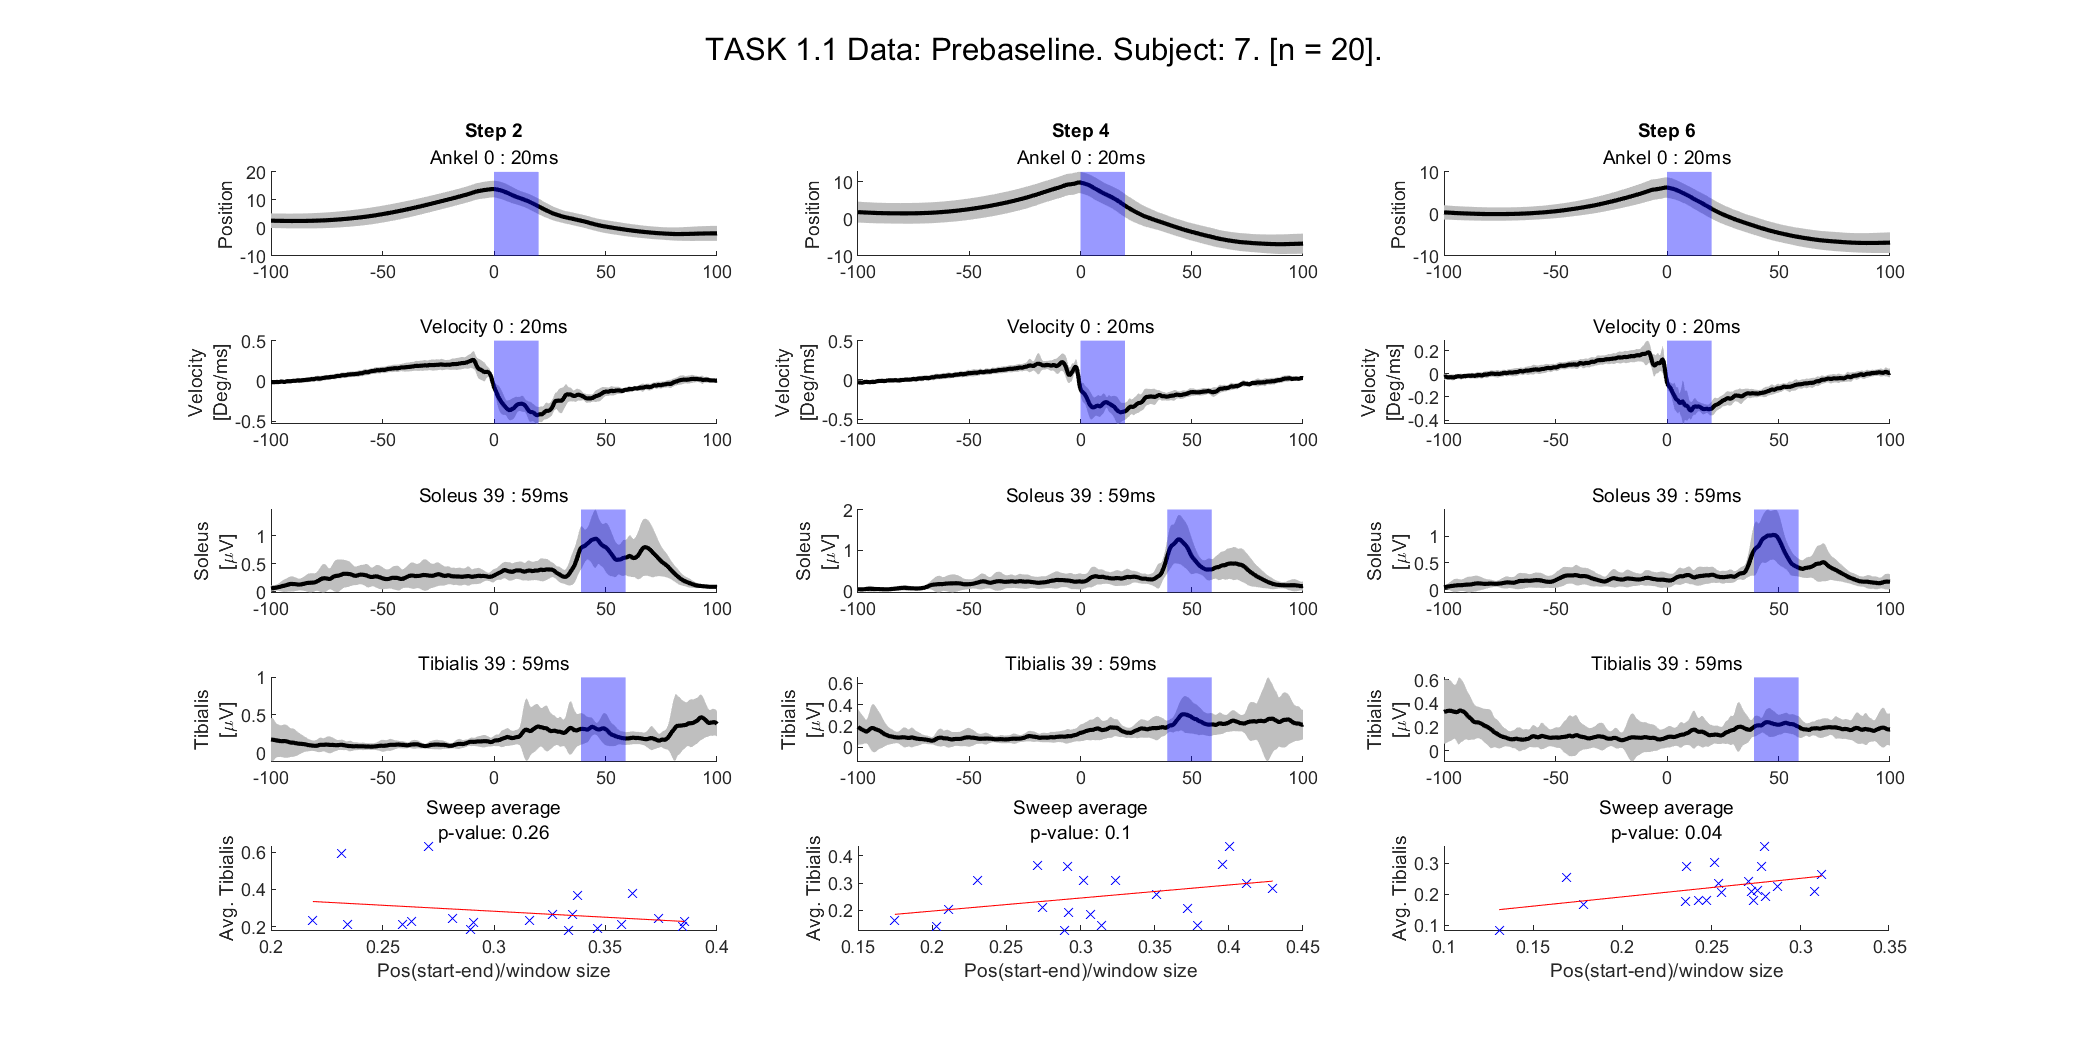 TASK 1.1 Data: Prebaseline. Subject: 7. [n = 20].
Step 2
Ankel 0 : 20ms
Position
20
10
0
-10
-100 -50 0 50 100
Velocity 0 : 20ms
Velocity
[Deg/ms]
0.5
0
-0.5
-100 -50 0 50 100
Soleus 39 : 59ms
Soleus
[μV]
1
0.5
0
-100 -50 0 50 100
Tibialis 39 : 59ms
Tibialis
[μV]
1
0.5
0
-100 -50 0 50 100
Sweep average
p-value: 0.26
Avg. Tibialis
0.6
0.4
0.2
0.2 0.25 0.3 0.35 0.4
Pos(start-end)/window size
Step 4
Ankel 0 : 20ms
Position
10
0
-10
-100 -50 0 50 100
Velocity 0 : 20ms
Velocity
[Deg/ms]
0.5
0
-0.5
-100 -50 0 50 100
Soleus 39 : 59ms
Soleus
[μV]
2
1
0
-100 -50 0 50 100
Tibialis 39 : 59ms
Tibialis
[μV]
0.6
0.4
0.2
0
-100 -50 0 50 100
Sweep average
p-value: 0.1
Avg. Tibialis
0.4
0.3
0.2
0.15 0.2 0.25 0.3 0.35 0.4 0.45
Pos(start-end)/window size
Step 6
Ankel 0 : 20ms
Position
10
0
-10
-100 -50 0 50 100
Velocity 0 : 20ms
Velocity
[Deg/ms]
0.2
0
-0.2
-0.4
-100 -50 0 50 100
Soleus 39 : 59ms
Soleus
[μV]
1
0.5
0
-100 -50 0 50 100
Tibialis 39 : 59ms
Tibialis
[μV]
0.6
0.4
0.2
0
-100 -50 0 50 100
Sweep average
p-value: 0.04
Avg. Tibialis
0.3
0.2
0.1
0.1 0.15 0.2 0.25 0.3 0.35
Pos(start-end)/window size